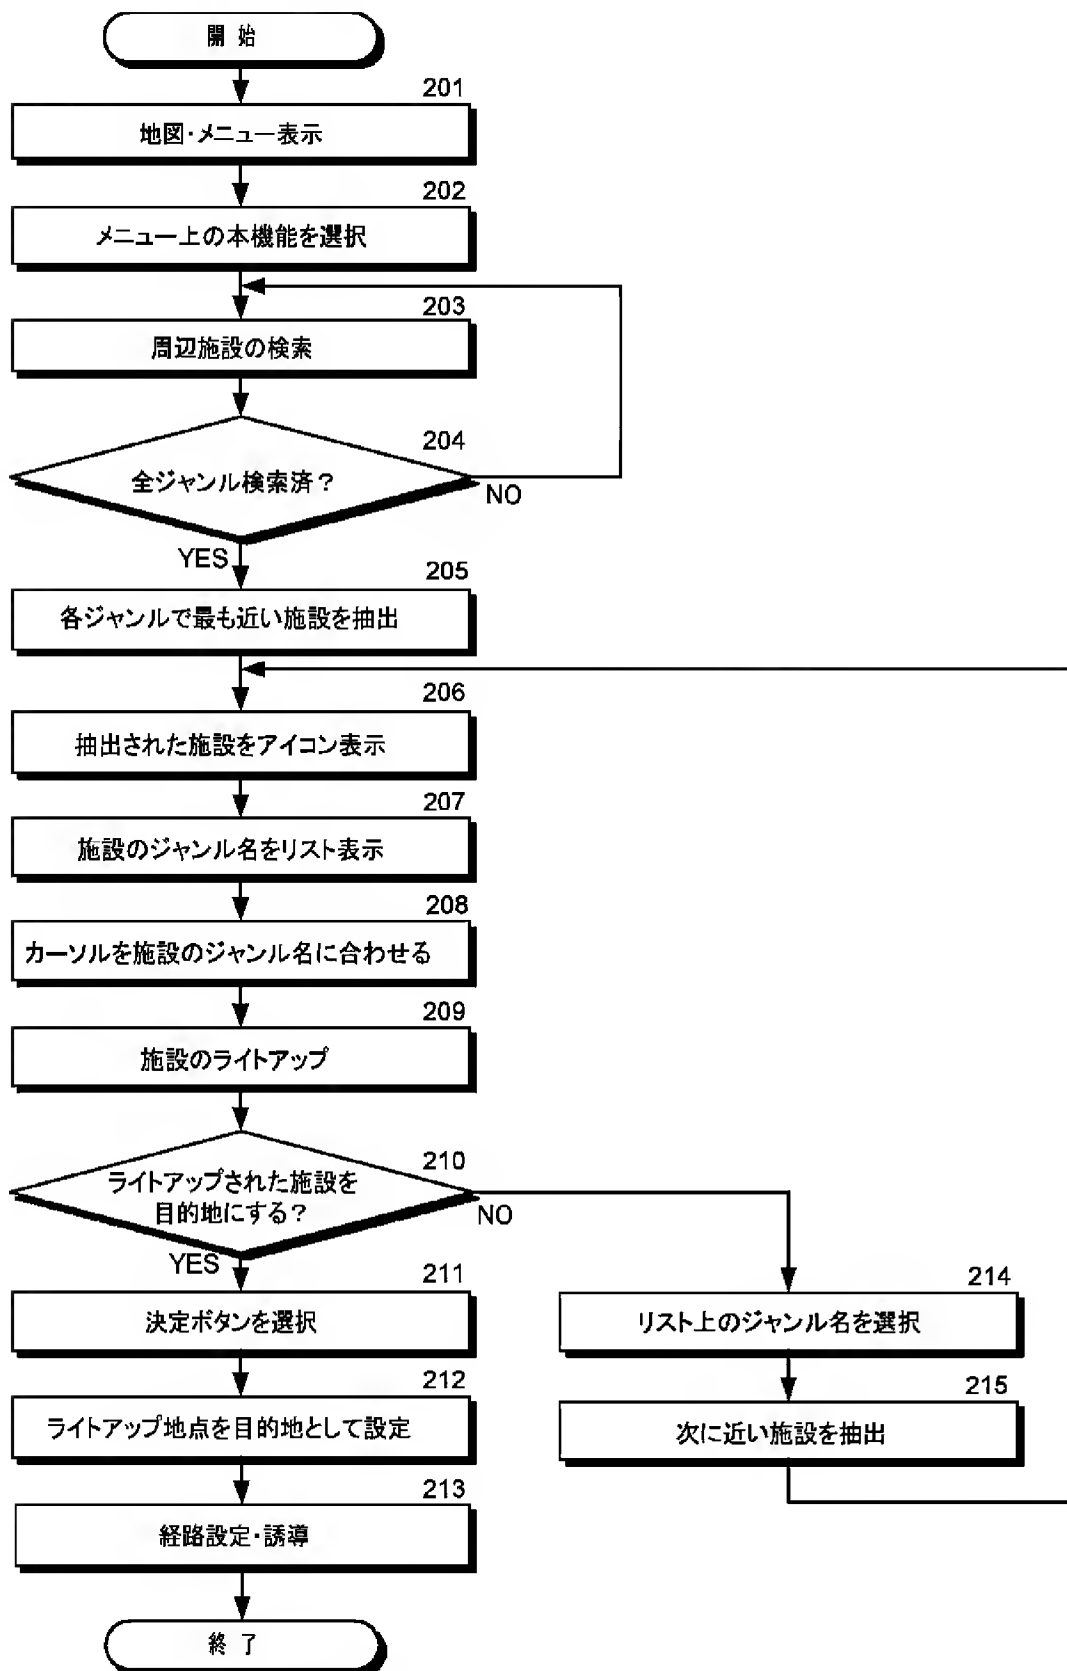 開 始
201
地図・メニュー表示
202
メニュー上の本機能を選択
203
周辺施設の検索
204
全ジャンル検索済？
NO
YES
205
各ジャンルで最も近い施設を抽出
206
抽出された施設をアイコン表示
207
施設のジャンル名をリスト表示
208
カーソルを施設のジャンル名に合わせる
209
施設のライトアップ
210
ライトアップされた施設を
目的地にする？
NO
YES
211
決定ボタンを選択
212
ライトアップ地点を目的地として設定
213
経路設定・誘導
終 了
214
リスト上のジャンル名を選択
215
次に近い施設を抽出